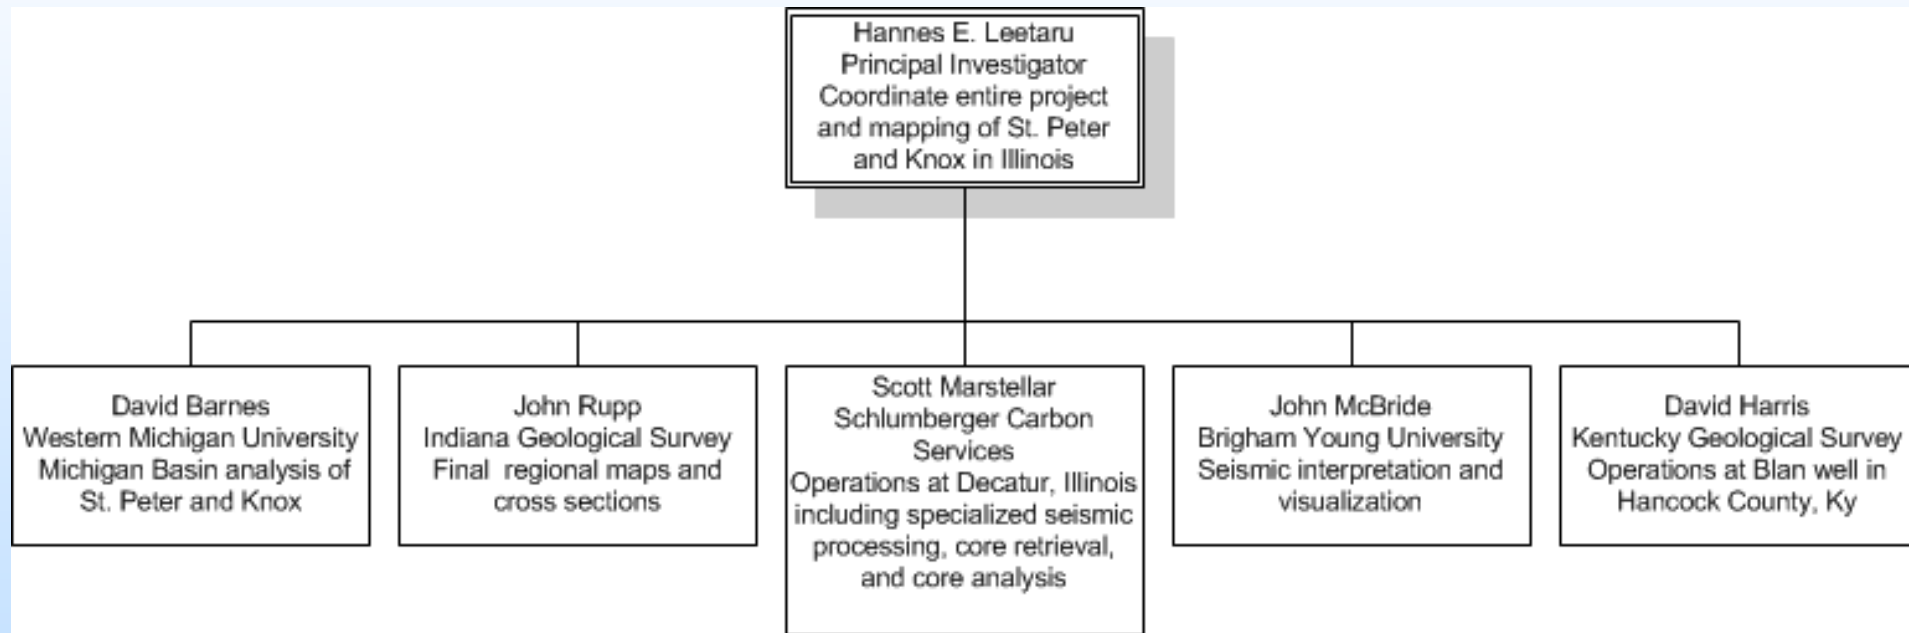 Hannes E. Leetaru
Principal Investigator
Coordinate entire project
and mapping of St. Peter
and Knox in Illinois
David Barnes
Western Michigan University
Michigan Basin analysis of
St. Peter and Knox
John Rupp
Indiana Geological Survey
Final regional maps and
cross sections
Scott Marstellar
Schlumberger Carbon
Services
Operations at Decatur, Illinois
including specialized seismic
processing, core retrieval,
and core analysis
John McBride
Brigham Young University
Seismic interpretation and
visualization
David Harris
Kentucky Geological Survey
Operations at Blan well in
Hancock County, Ky